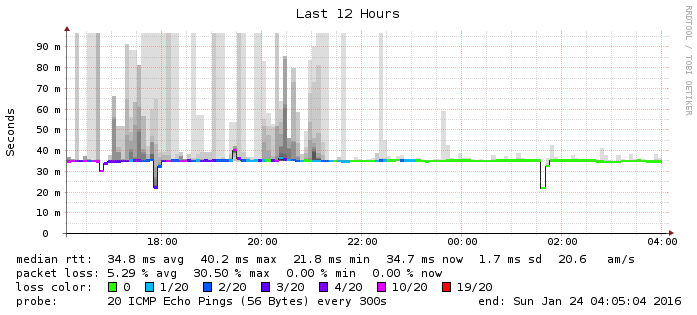 Last 12 Hours
RRDTOOL / TOBI OETIKER
Seconds
90 m
80 m
70 m
60 m
50 m
40 m
30 m
20 m
10 m
0
18:00 20:00 22:00 00:00 02:00 04:00
median rtt: 34.8 ms avg 40.2 ms max 21.8 ms min 34.7 ms now 1.7 ms sd 20.6 am/s
packet loss: 5.29 % avg 30.50 % max 0.00 % min 0.00 % now
loss color: 0 1/20 2/20 3/20 4/20 10/20 19/20
probe: 20 ICMP Echo Pings (56 Bytes) every 300s end: Sun Jan 24 04:05:04 2016